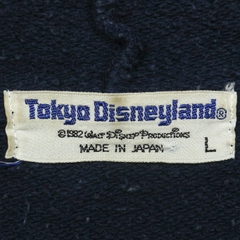 Tokyo Disneyland®
©1982 WALT DISNEY PRODUCTIONS
MADE IN JAPAN L